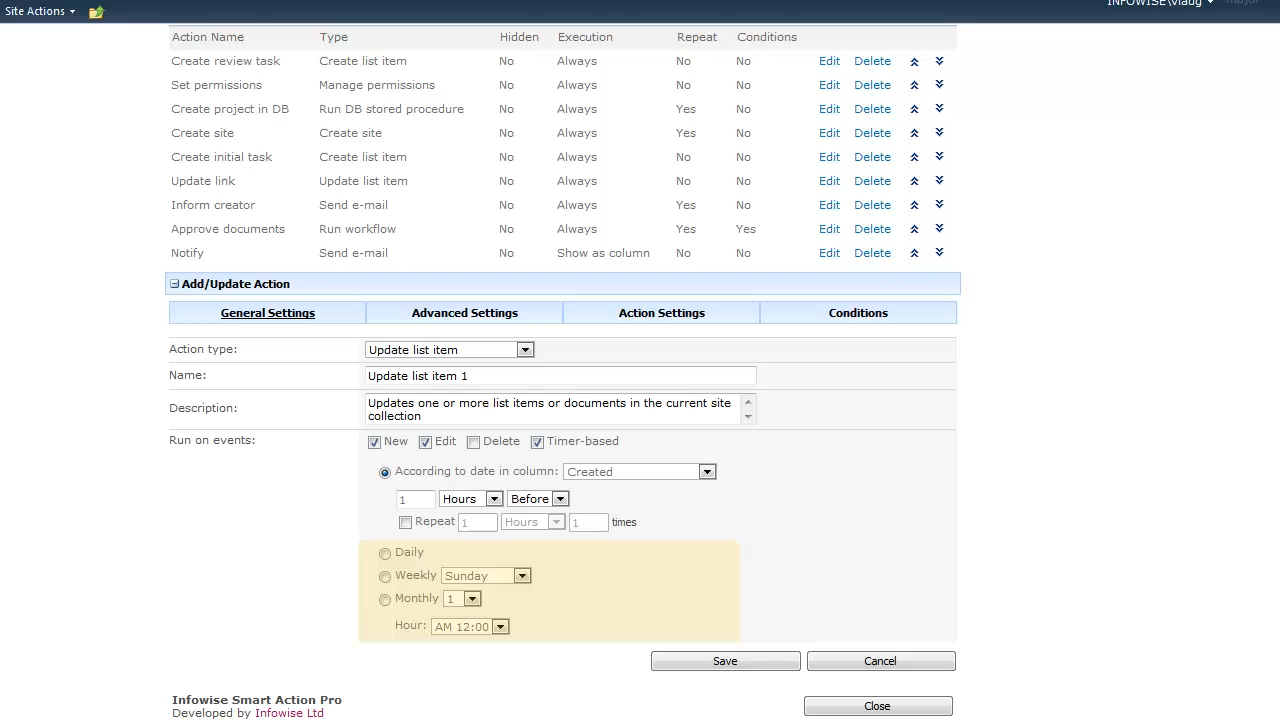 Site Actions
INFOWISE\vladg
Action Name Type Hidden Execution Repeat Conditions
Create review task Create list item No Always No No Edit Delete
Set permissions Manage permissions No Always No No Edit Delete
Create project in DB Run DB stored procedure No Always Yes No Edit Delete
Create site Create site No Always Yes No Edit Delete
Create initial task Create list item No Always No No Edit Delete
Update link Update list item No Always No No Edit Delete
Inform creator Send e-mail No Always Yes No Edit Delete
Approve documents Run workflow No Always Yes Yes Edit Delete
Notify Send e-mail No Show as column No No Edit Delete
Add/Update Action
General Settings Advanced Settings Action Settings Conditions
Action type: Update list item
Name: Update list item 1
Description: Updates one or more list items or documents in the current site
collection
Run on events: New Edit Delete Timer-based
According to date in column: Created
1 Hours Before
Repeat 1 Hours 1 times
Daily
Weekly Sunday
Monthly 1
Hour: AM 12:00
Save Cancel
Infowise Smart Action Pro
Developed by Infowise Ltd
Close